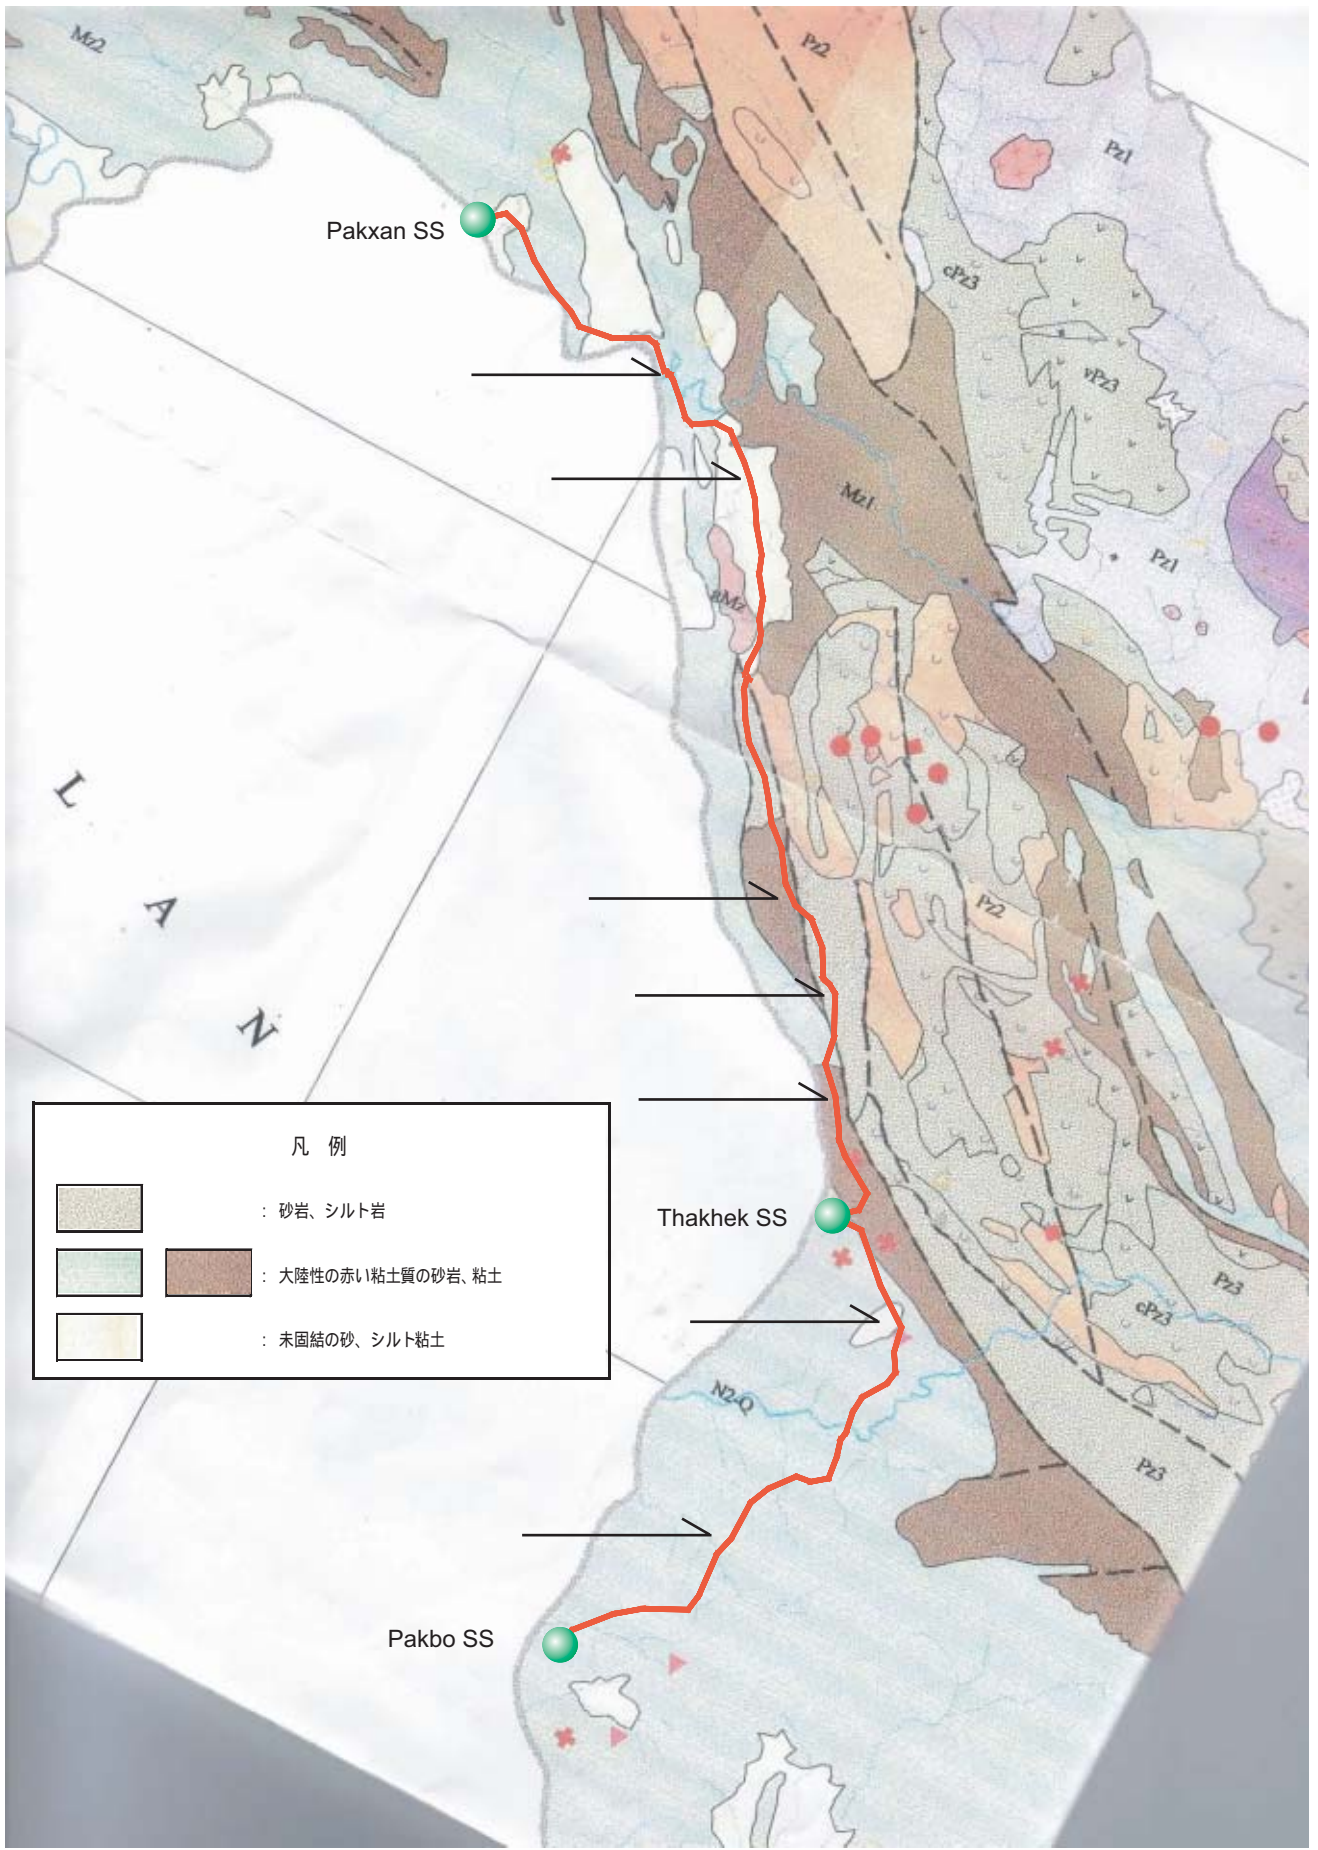 Mz2
Pz2
Pz1
Pakxan SS
cPz3
vPz3
Mz1
Pz1
gMz
L
A
N
Pz2
凡 例
: 砂岩、シルト岩
: 大陸性の赤い粘土質の砂岩、粘土
: 未固結の砂、シルト粘土
Thakhek SS
Pz3
cPz3
N2-Q
Pz3
Pakbo SS